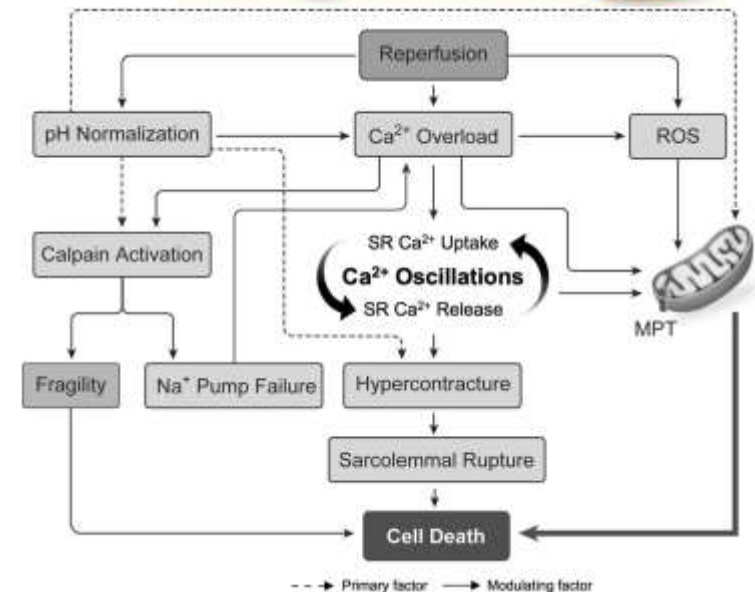 Reperfusion
pH Normalization
Ca²⁺ Overload
ROS
Calpain Activation
SR Ca²⁺ Uptake
Ca²⁺ Oscillations
SR Ca²⁺ Release
MPT
Fragility
Na⁺ Pump Failure
Hypercontracture
Sarcolemmal Rupture
Cell Death
Primary factor
Modulating factor